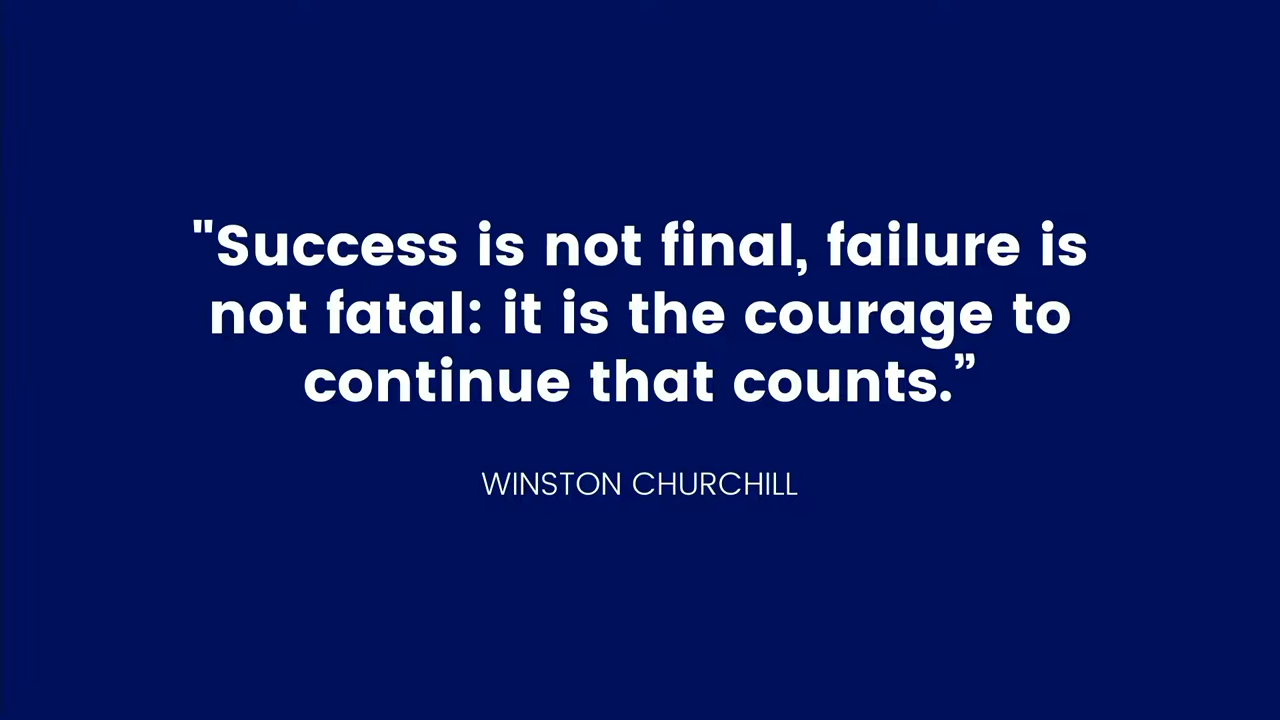 "Success is not final, failure is
not fatal: it is the courage to
continue that counts.”
WINSTON CHURCHILL